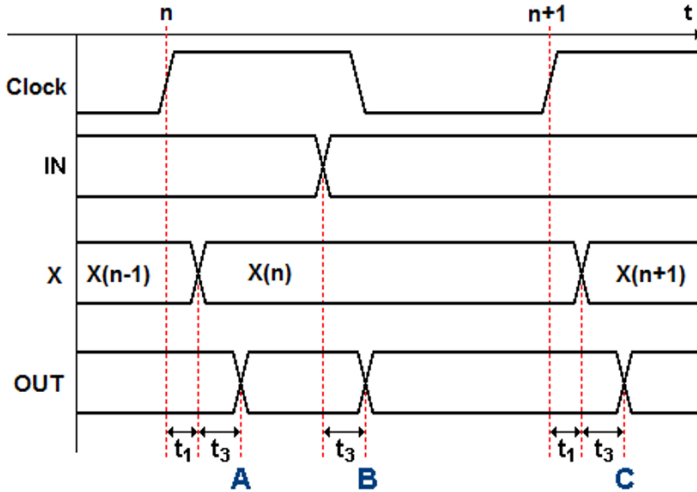 n n+1 t
Clock
IN
X X(n-1) X(n) X(n+1)
OUT
t1 t3 t3 t1 t3
A B C